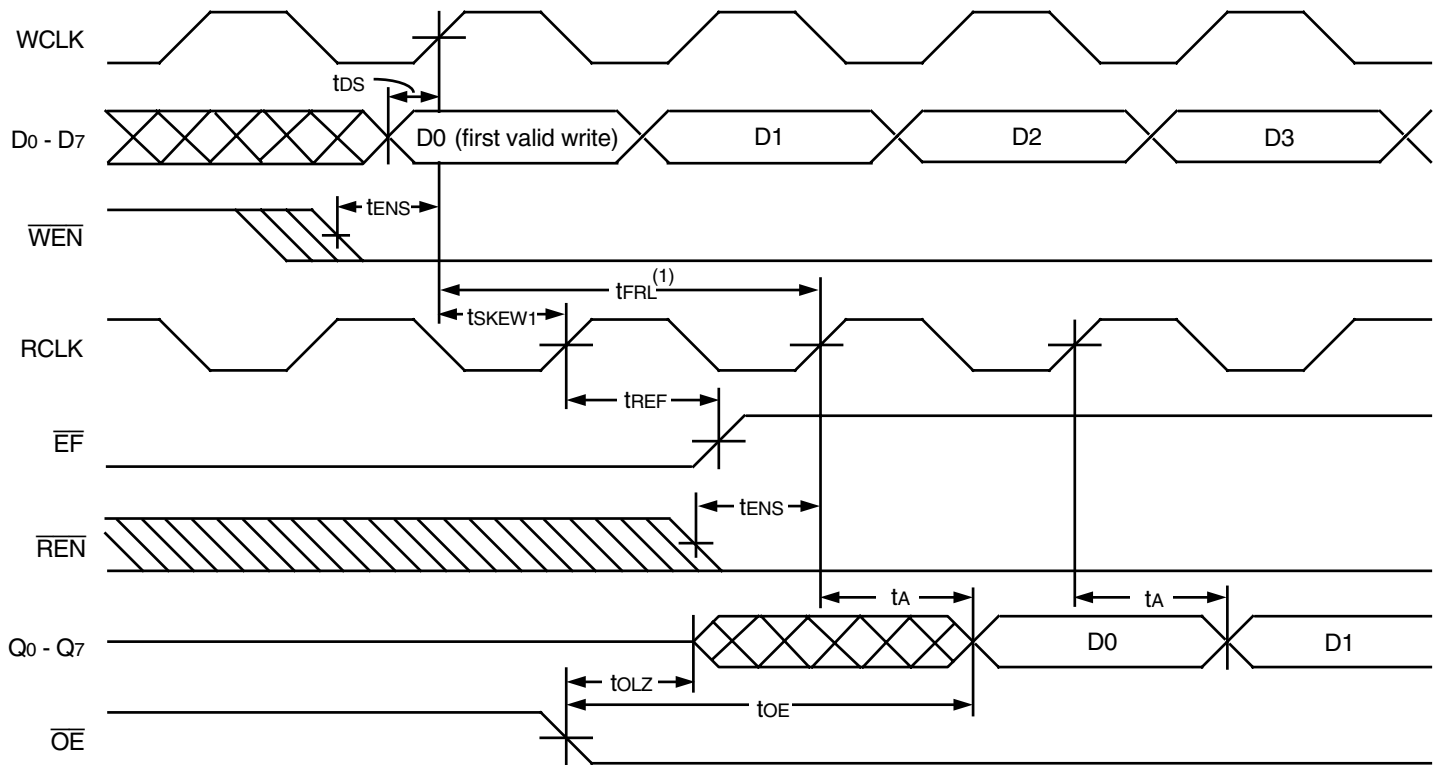 WCLK
tDS
D0 - D7
D0 (first valid write)
D1
D2
D3
WEN
tENS
tFRL(1)
tSKEW1
RCLK
tREF
EF
tENS
REN
tA
tA
Q0 - Q7
D0
D1
tOLZ
tOE
OE